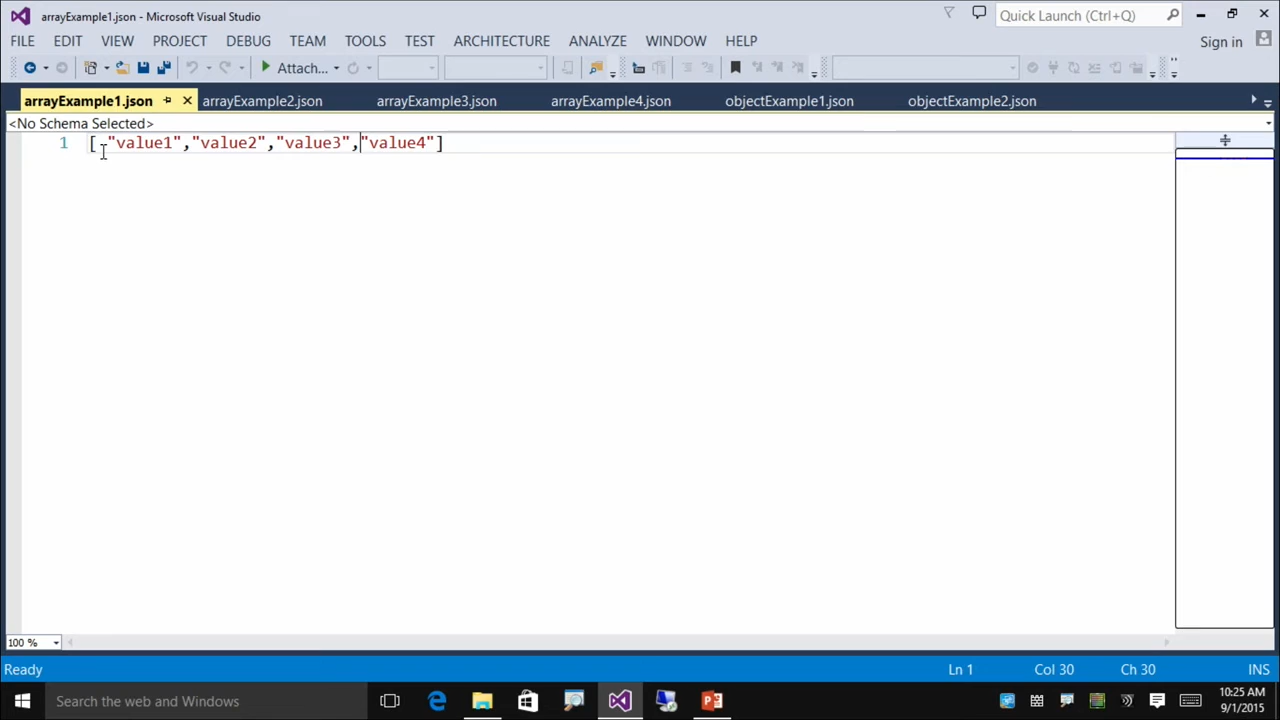 arrayExample1.json - Microsoft Visual Studio
Quick Launch (Ctrl+Q)
FILE EDIT VIEW PROJECT DEBUG TEAM TOOLS TEST ARCHITECTURE ANALYZE WINDOW HELP
Sign in
Attach...
arrayExample1.json arrayExample2.json arrayExample3.json arrayExample4.json objectExample1.json objectExample2.json
<No Schema Selected>
1 [ "value1","value2","value3","value4"]
100 %
Ready Ln 1 Col 30 Ch 30 INS
Search the web and Windows
10:25 AM
9/1/2015